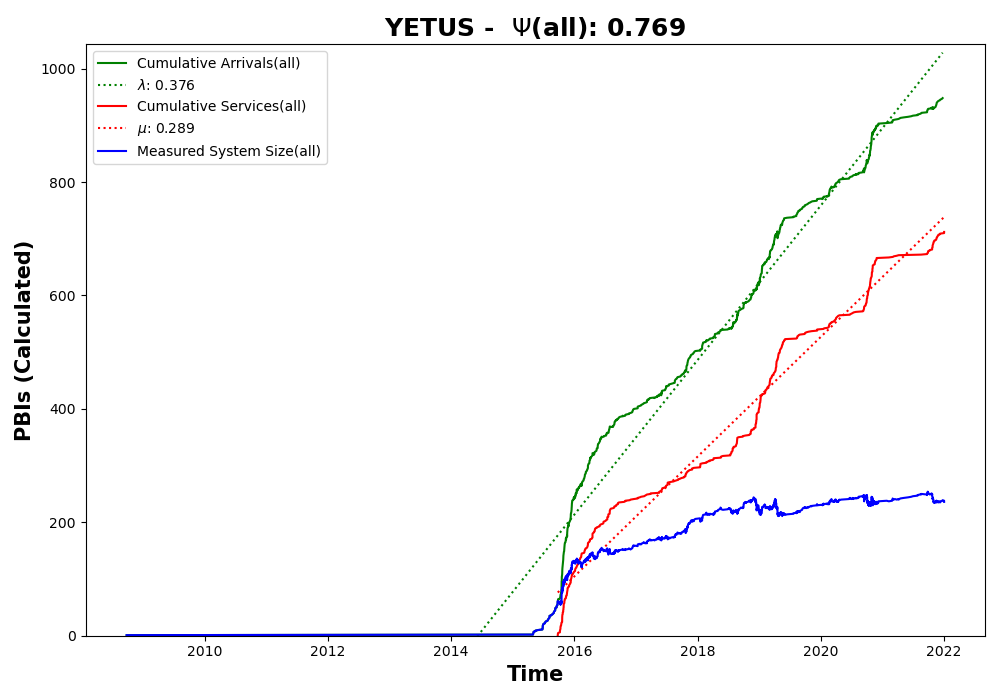 YETUS - Ψ(all): 0.769
Cumulative Arrivals(all)
λ: 0.376
Cumulative Services(all)
μ: 0.289
Measured System Size(all)
PBIs (Calculated)
1000
800
600
400
200
0
2010 2012 2014 2016 2018 2020 2022
Time